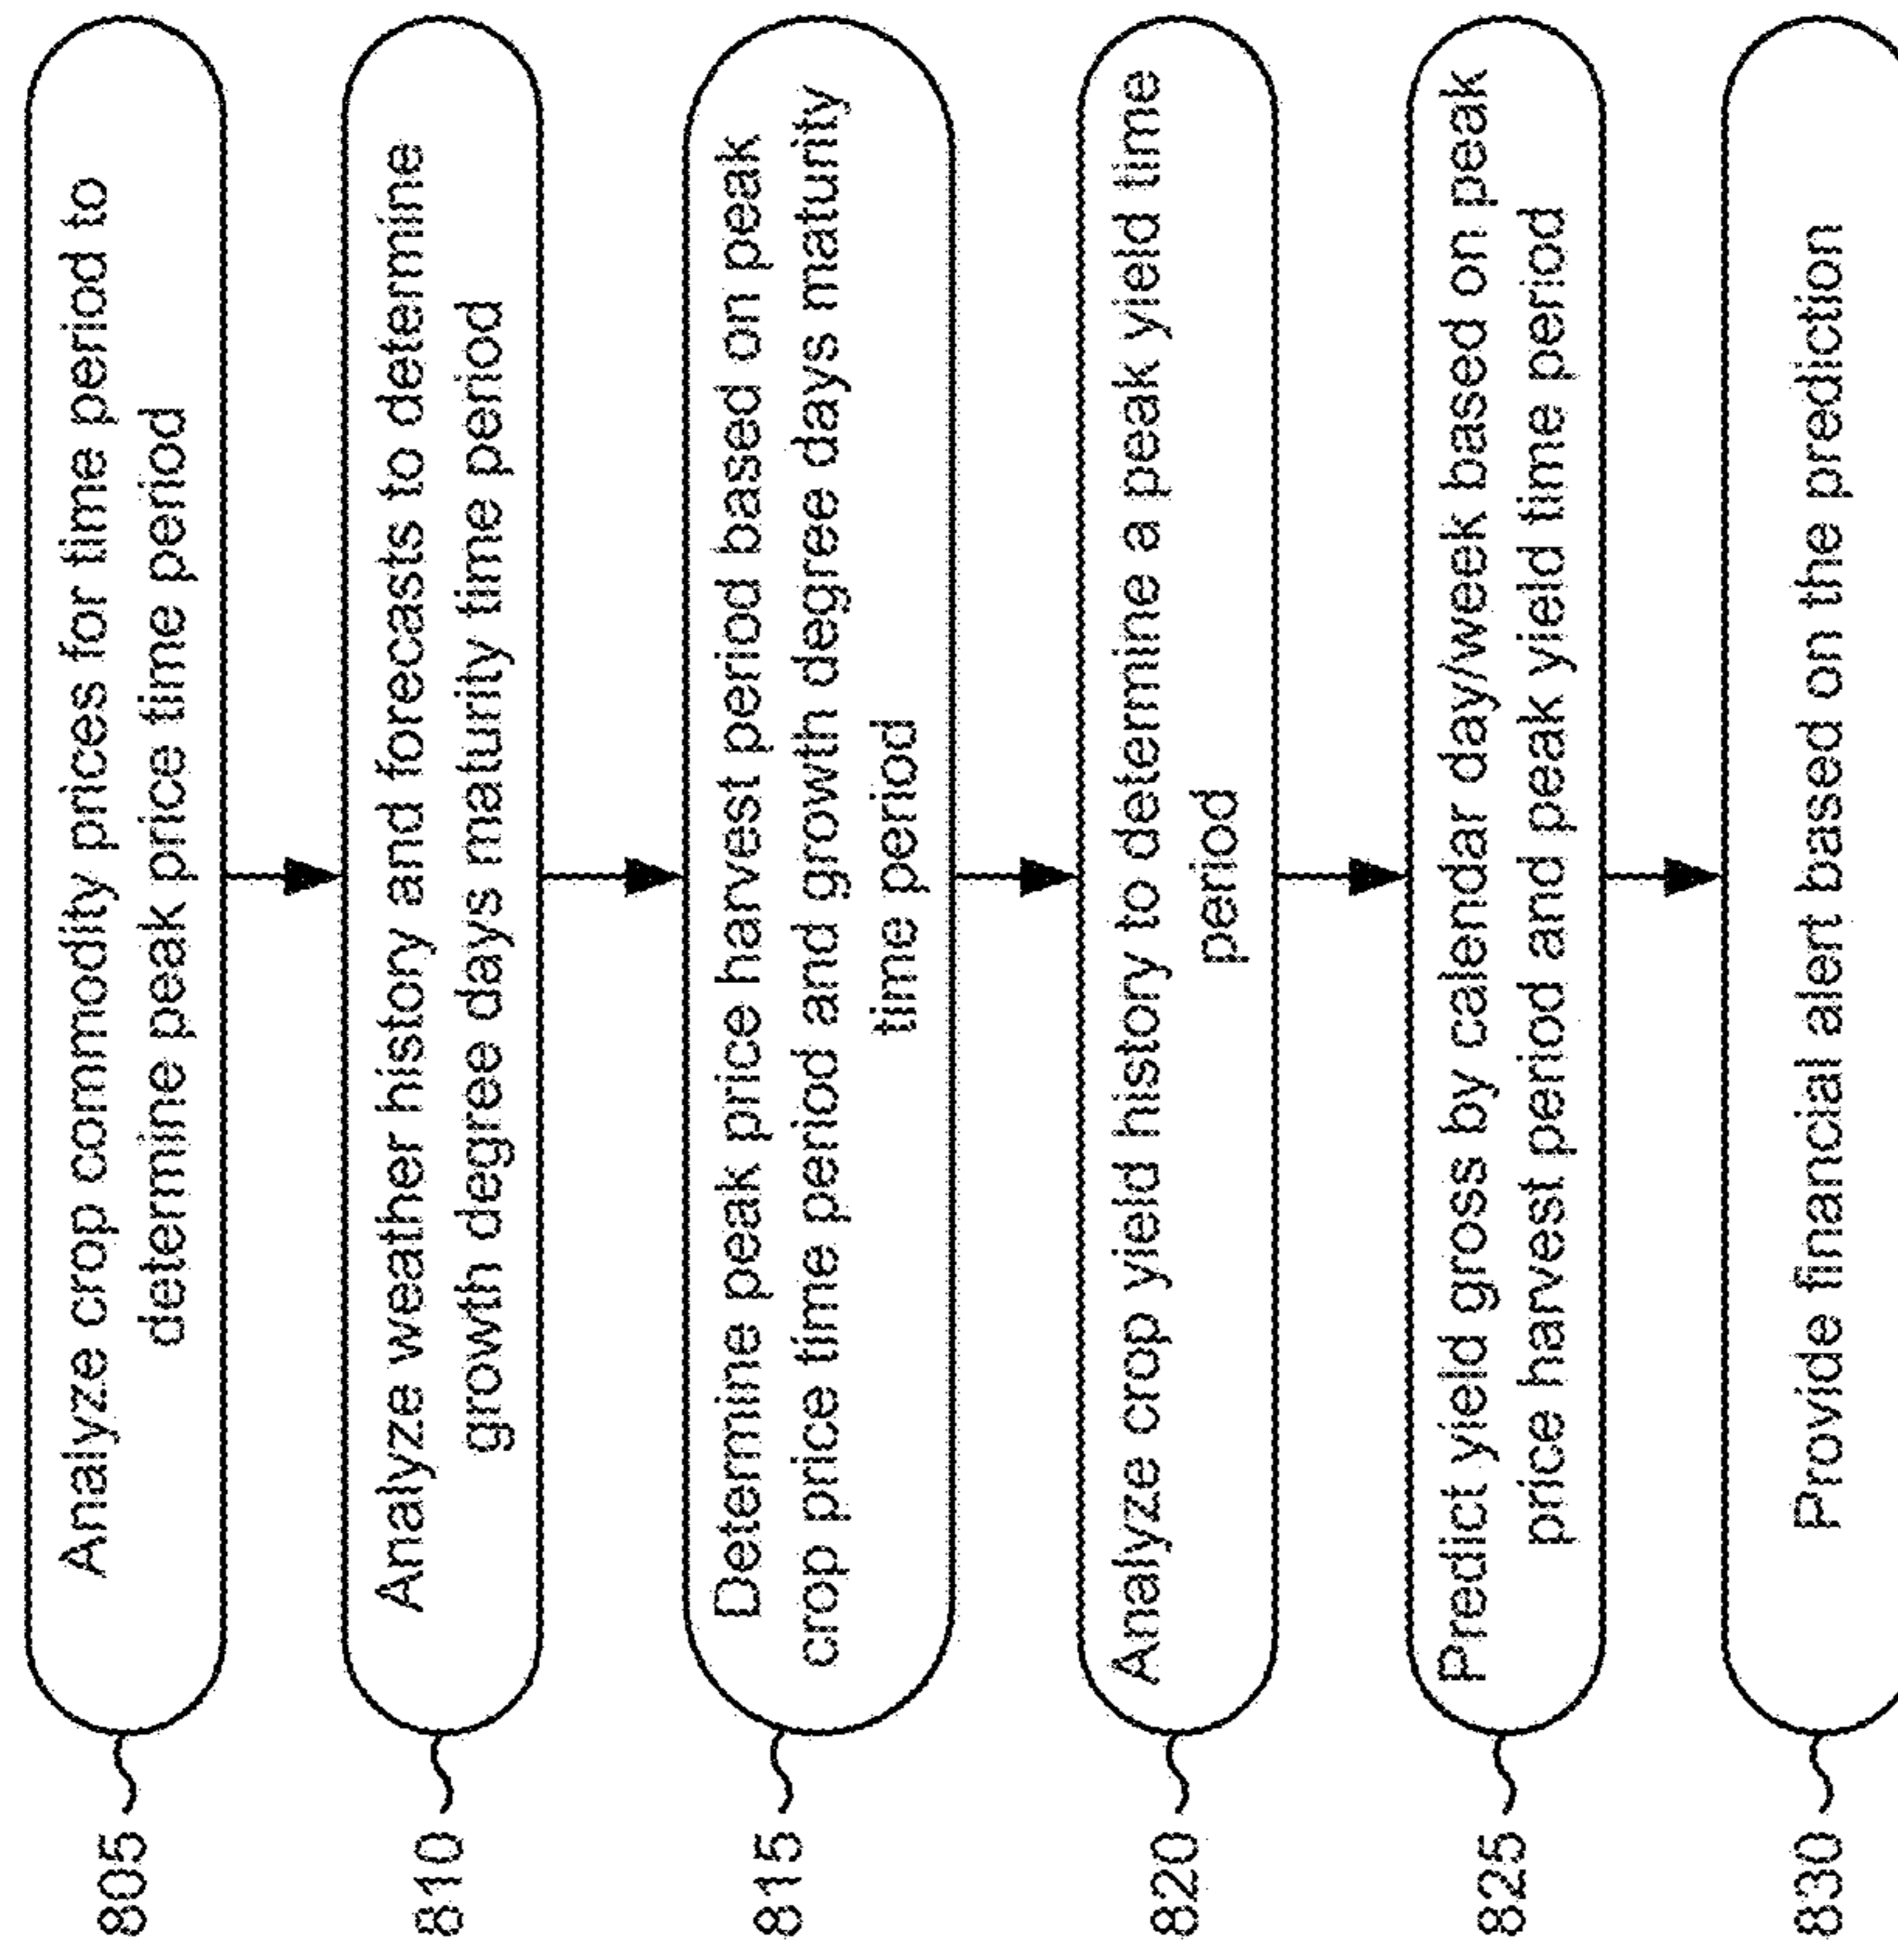 805
Analyze crop commodity prices for time period to
determine peak price time period
810
Analyze weather history and forecasts to determine
growth degree days maturity time period
815
Determine peak price harvest period based on peak
crop price time period and growth degree days maturity
time period
820
Analyze crop yield history to determine a peak yield time
period
825
Predict yield gross by calendar day/week based on peak
price harvest period and peak yield time period
830
Provide financial alert based on the prediction